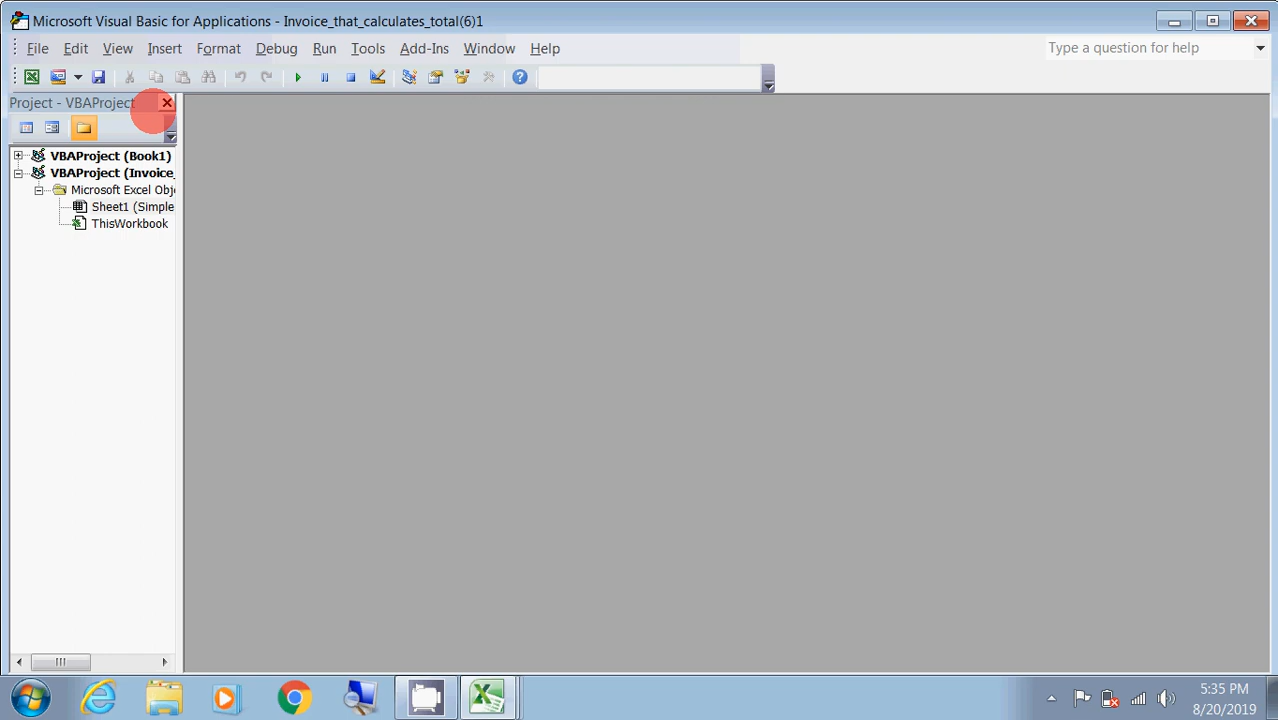 Microsoft Visual Basic for Applications - Invoice_that_calculates_total(6)1
File Edit View Insert Format Debug Run Tools Add-Ins Window Help
Type a question for help
Project - VBAProject
VBAProject (Book1)
VBAProject (Invoice_
Microsoft Excel Obj
Sheet1 (Simple
ThisWorkbook
5:35 PM
8/20/2019